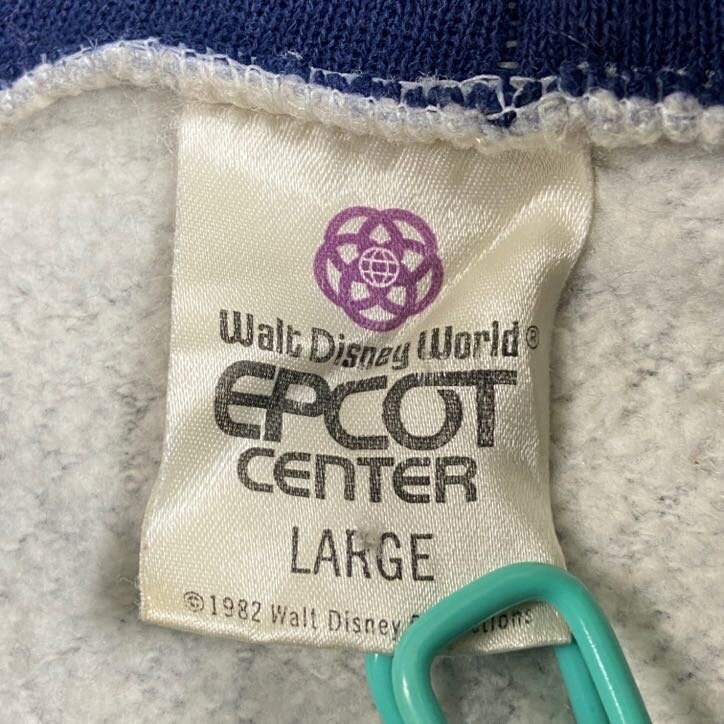 Walt Disney World®
EPCOT
CENTER
LARGE
©1982 Walt Disney